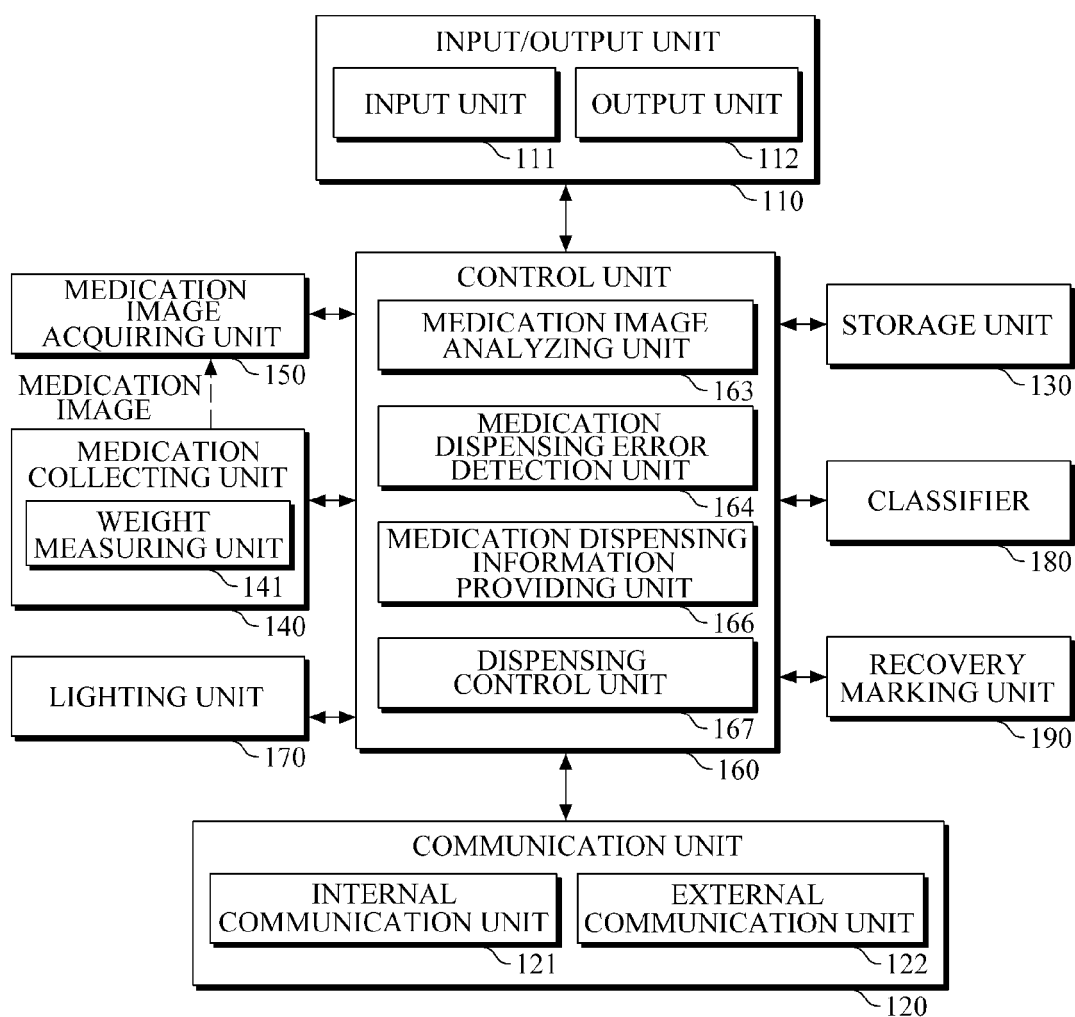 INPUT/OUTPUT UNIT
INPUT UNIT
111
OUTPUT UNIT
112
110
MEDICATION
IMAGE
ACQUIRING UNIT
150
MEDICATION
IMAGE
MEDICATION
COLLECTING UNIT
WEIGHT
MEASURING UNIT
141
140
LIGHTING UNIT
170
CONTROL UNIT
MEDICATION IMAGE
ANALYZING UNIT
163
MEDICATION
DISPENSING ERROR
DETECTION UNIT
164
MEDICATION DISPENSING
INFORMATION
PROVIDING UNIT
166
DISPENSING
CONTROL UNIT
167
160
STORAGE UNIT
130
CLASSIFIER
180
RECOVERY
MARKING UNIT
190
COMMUNICATION UNIT
INTERNAL
COMMUNICATION UNIT
121
EXTERNAL
COMMUNICATION UNIT
122
120